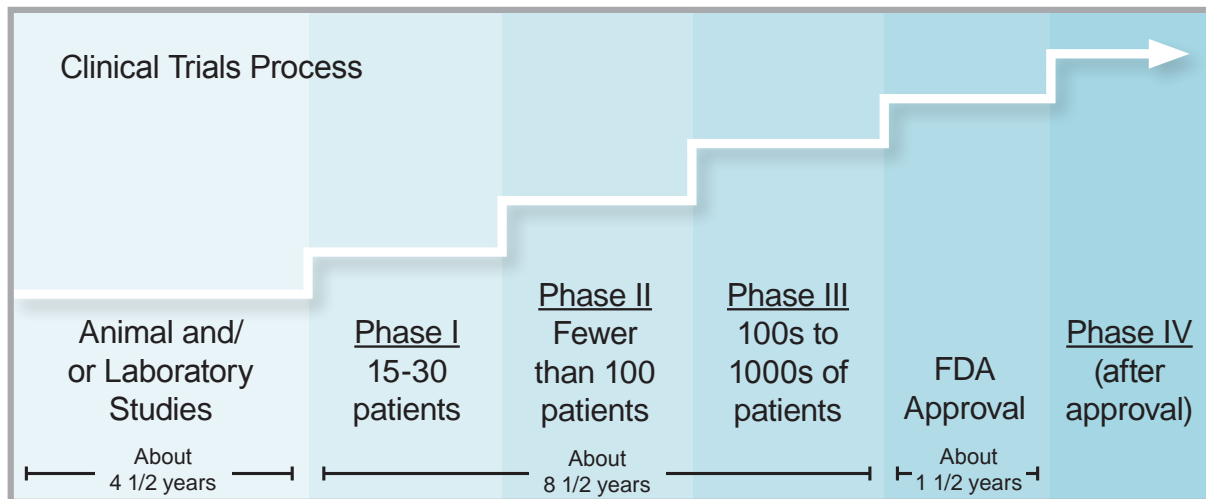 Clinical Trials Process
Animal and/
or Laboratory
Studies
Phase I
15-30
patients
Phase II
Fewer
than 100
patients
Phase III
100s to
1000s of
patients
FDA
Approval
Phase IV
(after
approval)
About
4 1/2 years
About
8 1/2 years
About
1 1/2 years